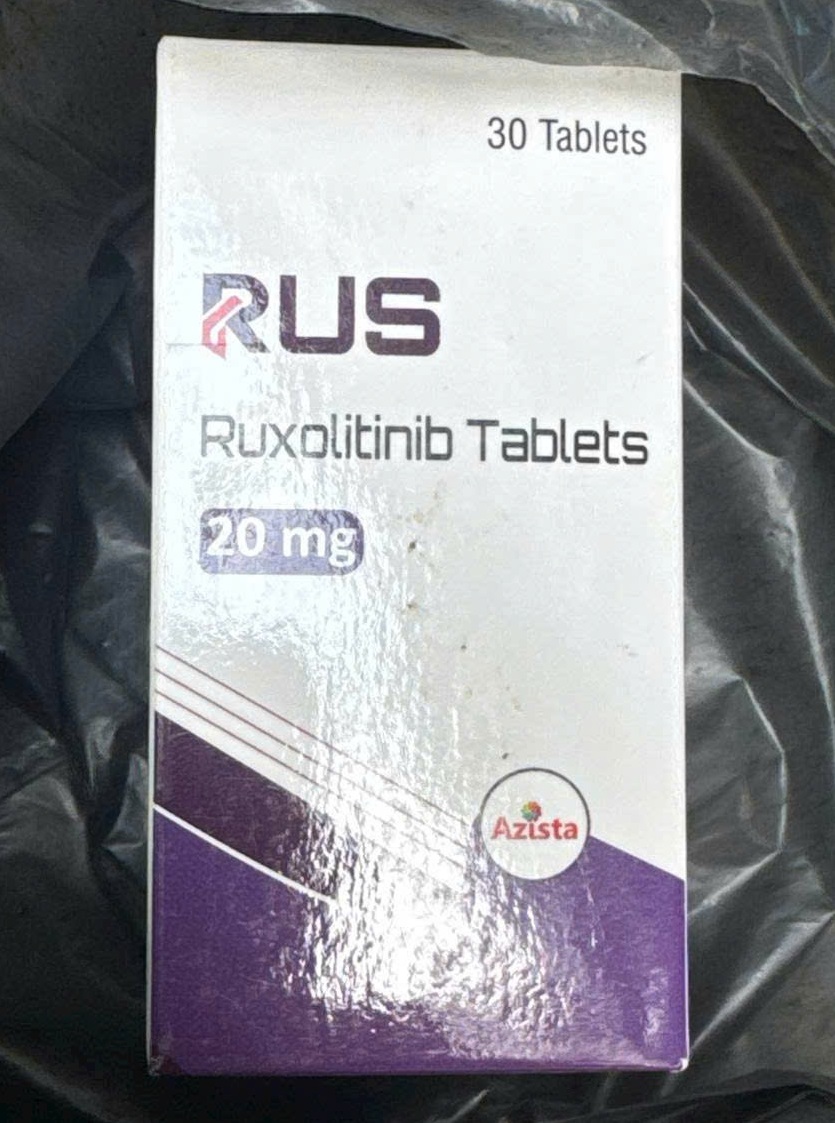 30 Tablets
RUS
Ruxolitinib Tablets
20 mg
Azista